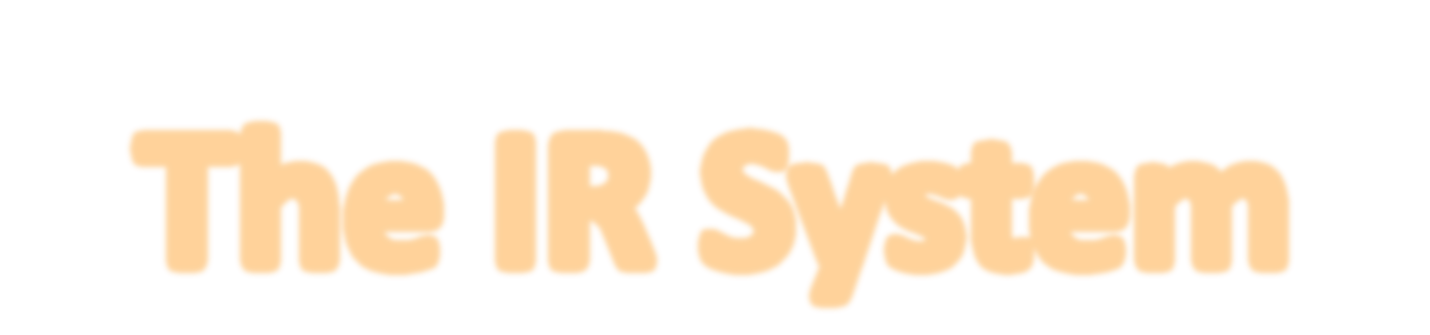 The IR System